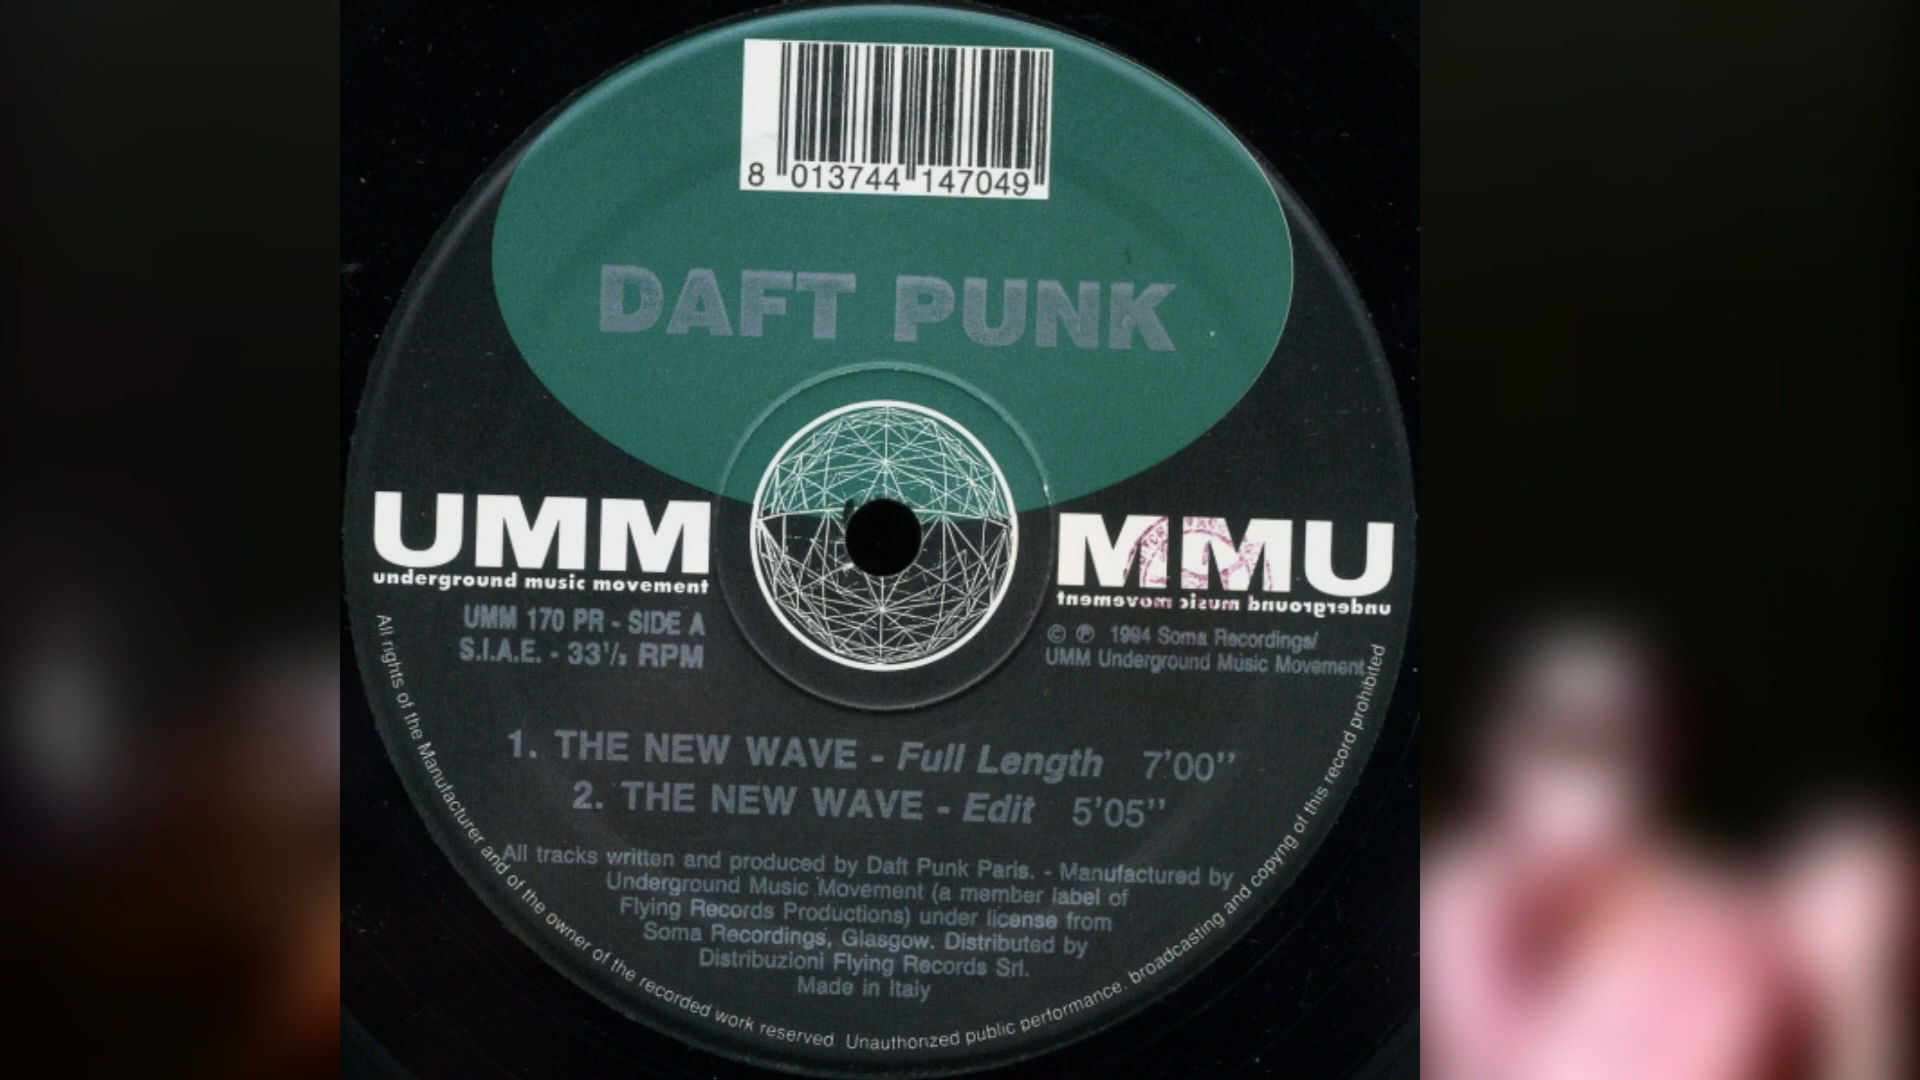 8 013744 147049
DAFT PUNK
UMM
underground music movement
MMU
underground music movement
UMM 170 PR - SIDE A
S.I.A.E. - 33⅓ RPM
© ℗ 1994 Soma Recordings/
UMM Underground Music Movement
1. THE NEW WAVE - Full Length 7'00''
2. THE NEW WAVE - Edit 5'05''
All tracks written and produced by Daft Punk Paris. - Manufactured by
Underground Music Movement (a member label of
Flying Records Productions) under license from
Soma Recordings, Glasgow. Distributed by
Distribuzioni Flying Records Srl.
Made in Italy
All rights of the Manufacturer and of the owner of the recorded work reserved. Unauthorized public performance. broadcasting and copyng of this record prohibited